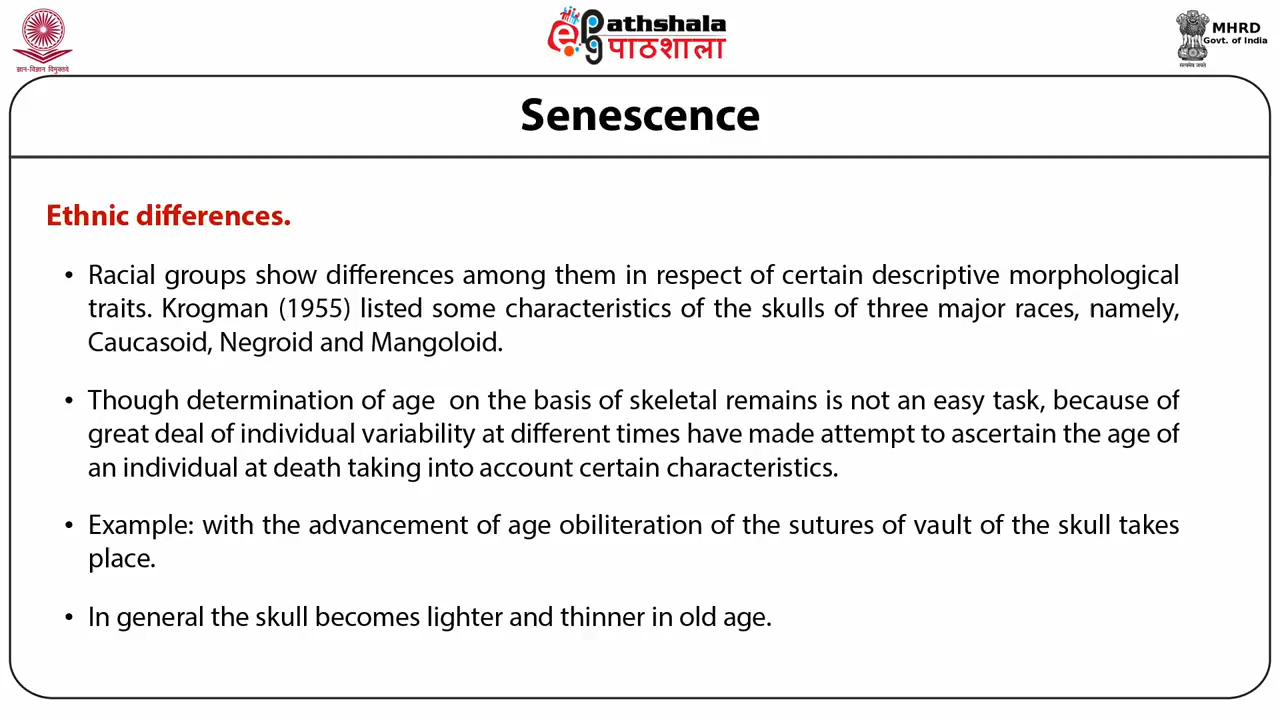 ज्ञान-विज्ञान विमुक्तये
ePathshala
पाठशाला
MHRD
Govt. of India
सत्यमेव जयते
Senescence
Ethnic differences.
• Racial groups show differences among them in respect of certain descriptive morphological
traits. Krogman (1955) listed some characteristics of the skulls of three major races, namely,
Caucasoid, Negroid and Mangoloid.
• Though determination of age on the basis of skeletal remains is not an easy task, because of
great deal of individual variability at different times have made attempt to ascertain the age of
an individual at death taking into account certain characteristics.
• Example: with the advancement of age obiliteration of the sutures of vault of the skull takes
place.
• In general the skull becomes lighter and thinner in old age.